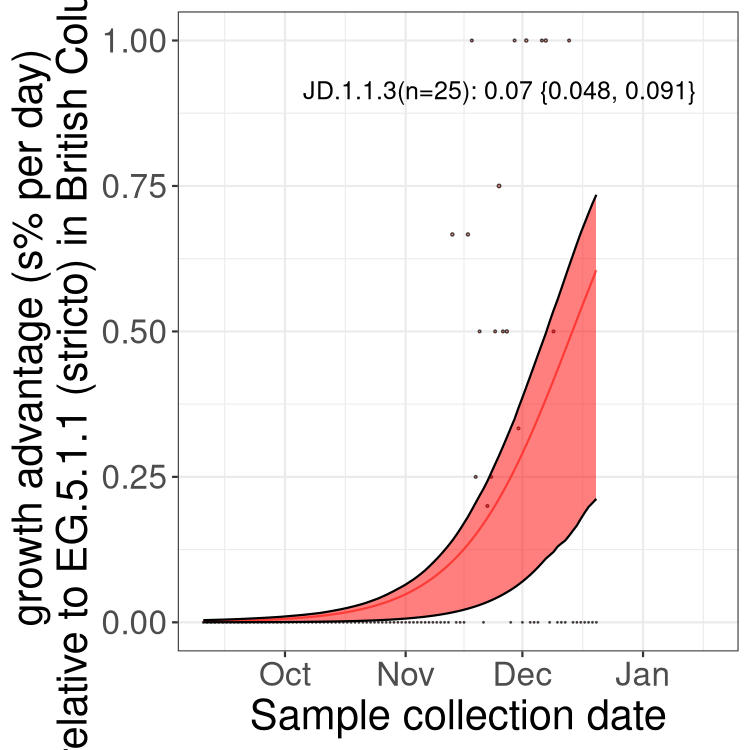 growth advantage (s% per day)
relative to EG.5.1.1 (stricto) in British Colu
1.00
0.75
0.50
0.25
0.00
JD.1.1.3(n=25): 0.07 {0.048, 0.091}
Oct Nov Dec Jan
Sample collection date